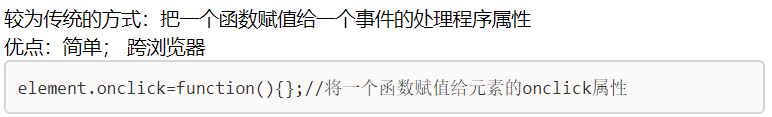 较为传统的方式：把一个函数赋值给一个事件的处理程序属性
优点：简单； 跨浏览器
element.onclick=function(){};//将一个函数赋值给元素的onclick属性